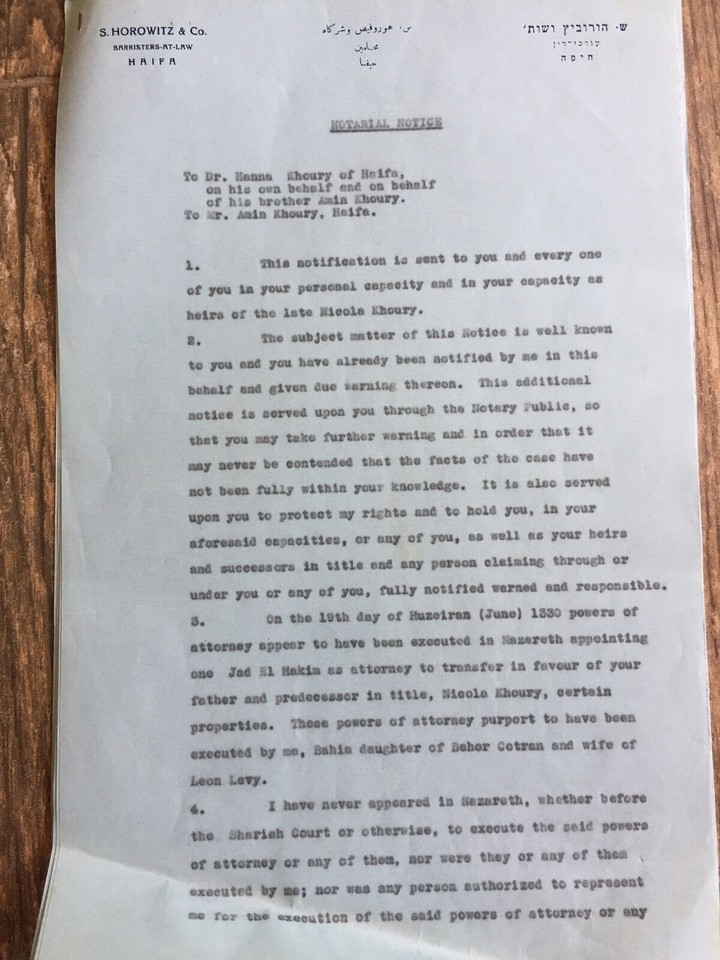 S. HOROWITZ & Co.
BARRISTERS-AT-LAW
HAIFA
س. هوروفيص وشركاه
محامين
حيفا
ש. הורוביץ ושות'
עורכי-דין
חיפה
NOTARIAL NOTICE
To Dr. Hanna Khoury of Haifa,
on his own behalf and on behalf
of his brother Amin Khoury.
To Mr. Amin Khoury, Haifa.
1. This notification is sent to you and every one
of you in your personal capacity and in your capacity as
heirs of the late Nicola Khoury.
2. The subject matter of this Notice is well known
to you and you have already been notified by me in this
behalf and given due warning thereon. This additional
notice is served upon you through the Notary Public, so
that you may take further warning and in order that it
may never be contended that the facts of the case have
not been fully within your knowledge. It is also served
upon you to protect my rights and to hold you, in your
aforesaid capacities, or any of you, as well as your heirs
and successors in title and any person claiming through or
under you or any of you, fully notified warned and responsible.
3. On the 19th day of Huzeiran (June) 1330 powers of
attorney appear to have been executed in Nazareth appointing
one Jad El Hakim as attorney to transfer in favour of your
father and predecessor in title, Nicola Khoury, certain
properties. These powers of attorney purport to have been
executed by me, Bahia daughter of Behor Cotran and wife of
Leon Levy.
4. I have never appeared in Nazareth, whether before
the Shariah Court or otherwise, to execute the said powers
of attorney or any of them, nor were they or any of them
executed by me; nor was any person authorized to represent
me for the execution of the said powers of attorney or any